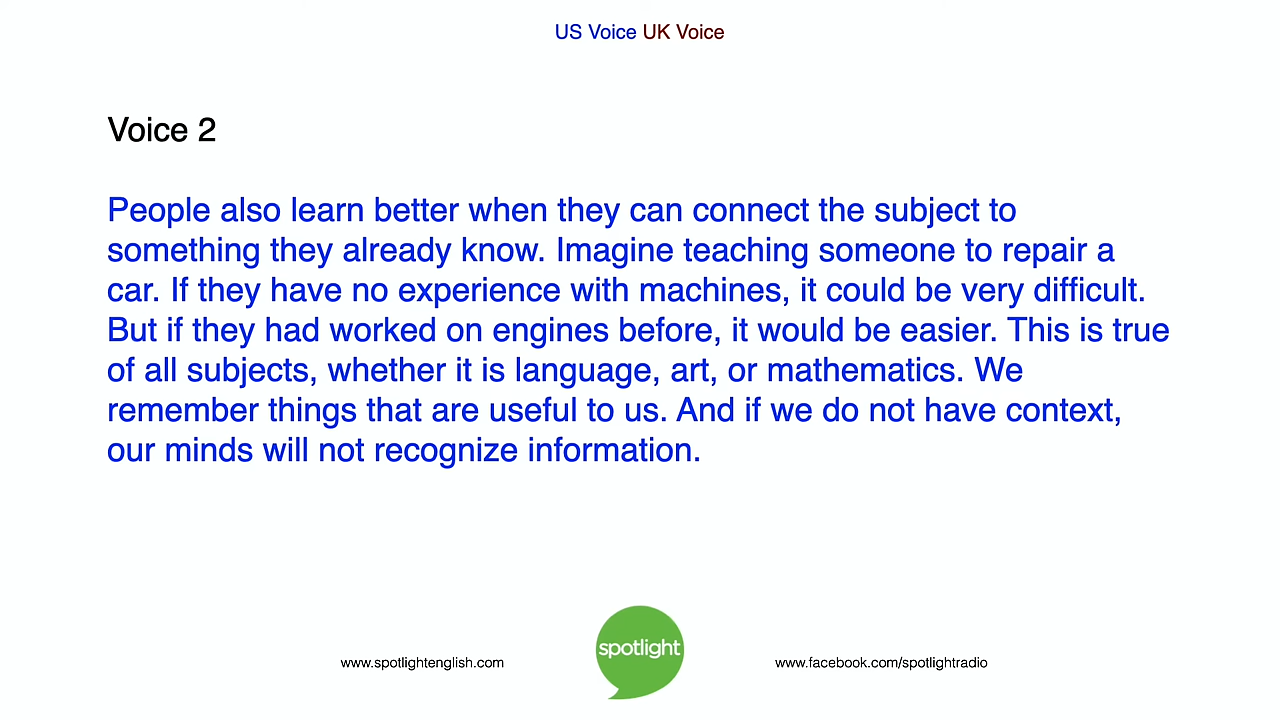 US Voice UK Voice
Voice 2
People also learn better when they can connect the subject to
something they already know. Imagine teaching someone to repair a
car. If they have no experience with machines, it could be very difficult.
But if they had worked on engines before, it would be easier. This is true
of all subjects, whether it is language, art, or mathematics. We
remember things that are useful to us. And if we do not have context,
our minds will not recognize information.
spotlight
www.spotlightenglish.com
www.facebook.com/spotlightradio